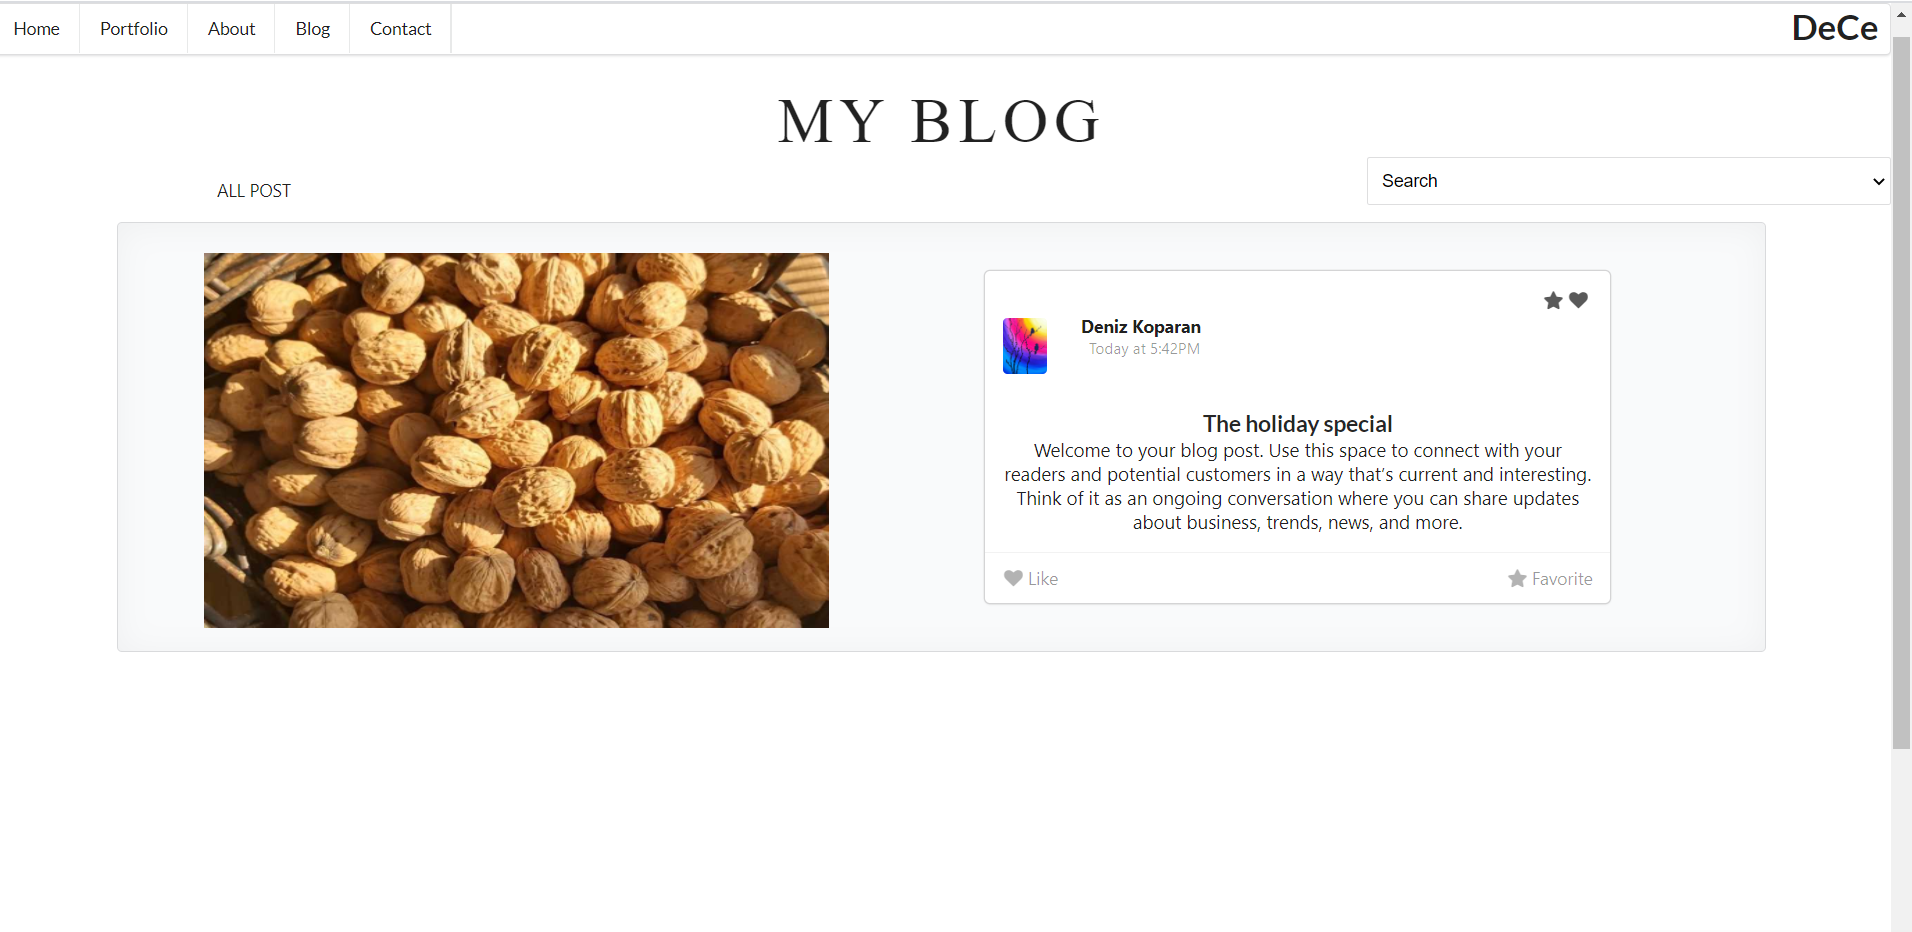 Home Portfolio About Blog Contact DeCe
MY BLOG
Search
ALL POST
Deniz Koparan
Today at 5:42PM
The holiday special
Welcome to your blog post. Use this space to connect with your
readers and potential customers in a way that's current and interesting.
Think of it as an ongoing conversation where you can share updates
about business, trends, news, and more.
Like Favorite